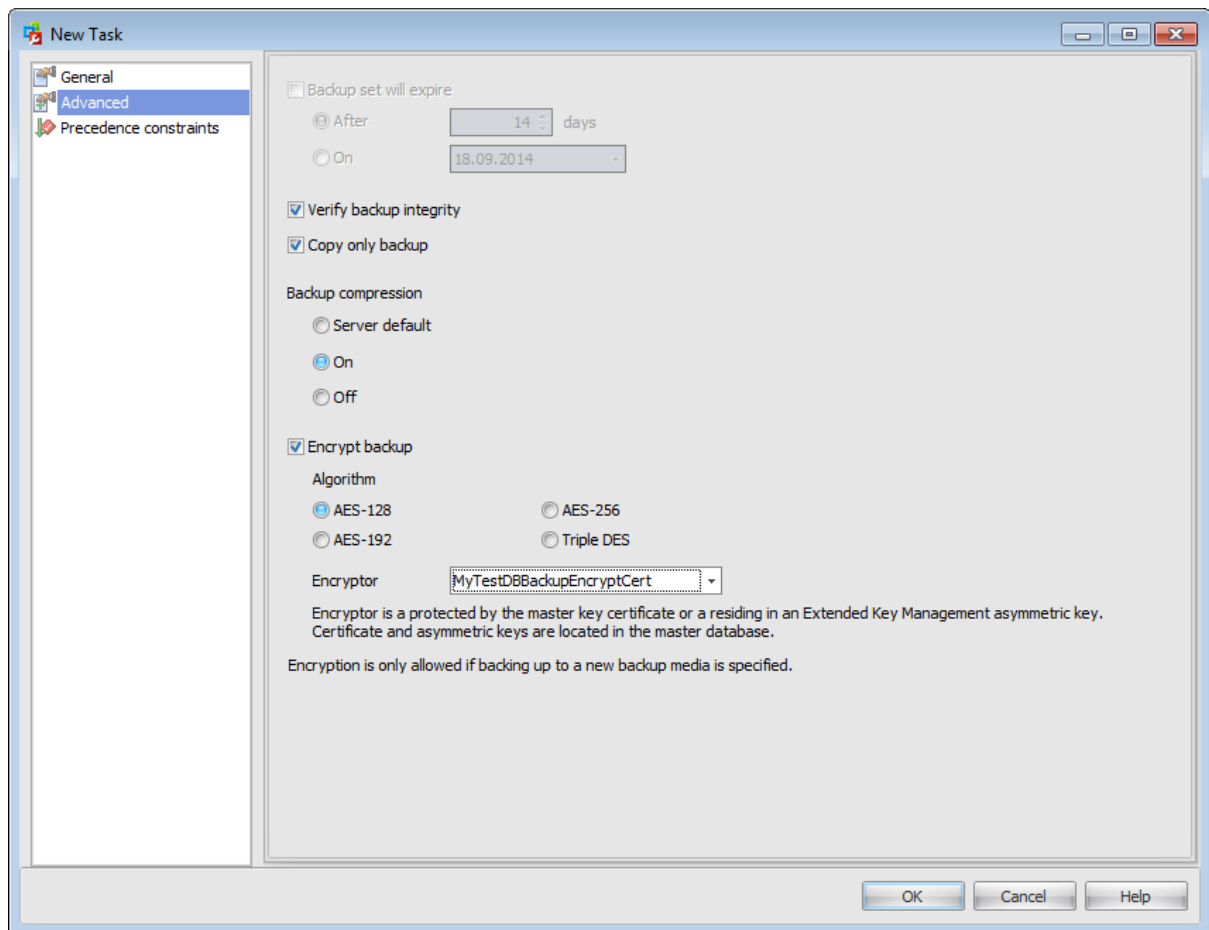 New Task
General
Advanced
Precedence constraints
Backup set will expire
After 14 days
On 18.09.2014
Verify backup integrity
Copy only backup
Backup compression
Server default
On
Off
Encrypt backup
Algorithm
AES-128 AES-256
AES-192 Triple DES
Encryptor MyTestDBBackupEncryptCert
Encryptor is a protected by the master key certificate or a residing in an Extended Key Management asymmetric key.
Certificate and asymmetric keys are located in the master database.
Encryption is only allowed if backing up to a new backup media is specified.
OK Cancel Help